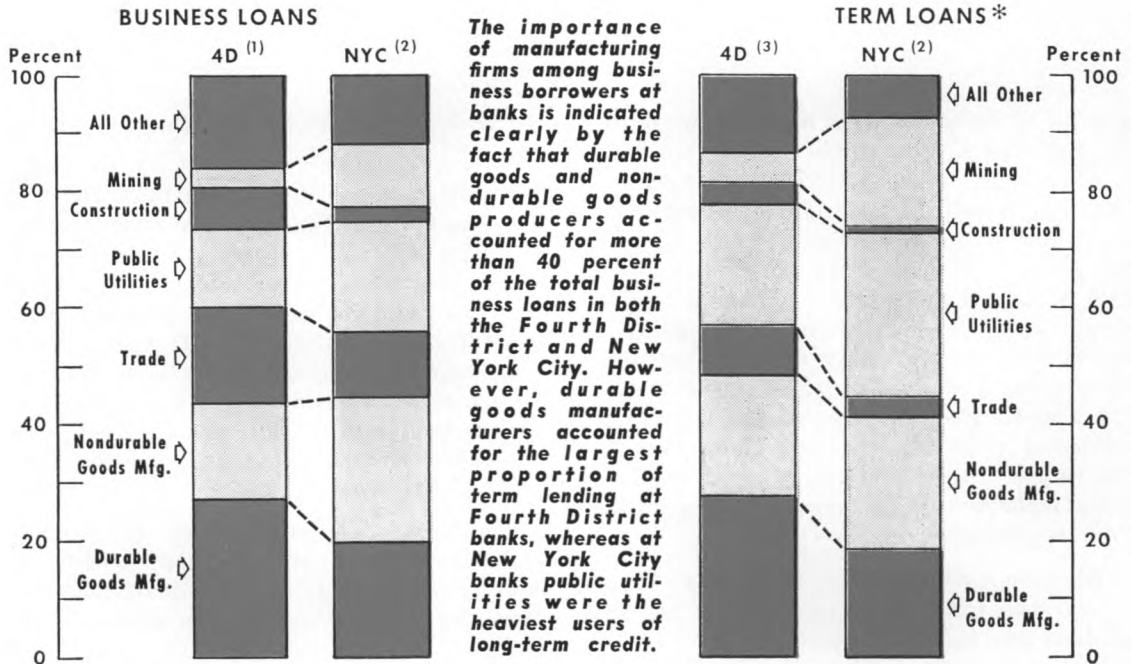 BUSINESS LOANS
Percent
4D (1)
NYC (2)
100
80
60
40
20
0
All Other
Mining
Construction
Public
Utilities
Trade
Nondurable
Goods Mfg.
Durable
Goods Mfg.
The importance
of manufacturing
firms among busi-
ness borrowers at
banks is indicated
clearly by the
fact that durable
goods and non-
durable goods
producers ac-
counted for more
than 40 percent
of the total busi-
ness loans in both
the Fourth Dis-
trict and New
York City. How-
ever, durable
goods manufac-
turers accounted
for the largest
proportion of
term lending at
Fourth District
banks, whereas at
New York City
banks public util-
ities were the
heaviest users of
long-term credit.
TERM LOANS*
4D (3)
NYC (2)
Percent
All Other
Mining
Construction
Public
Utilities
Trade
Nondurable
Goods Mfg.
Durable
Goods Mfg.
100
80
60
40
20
0